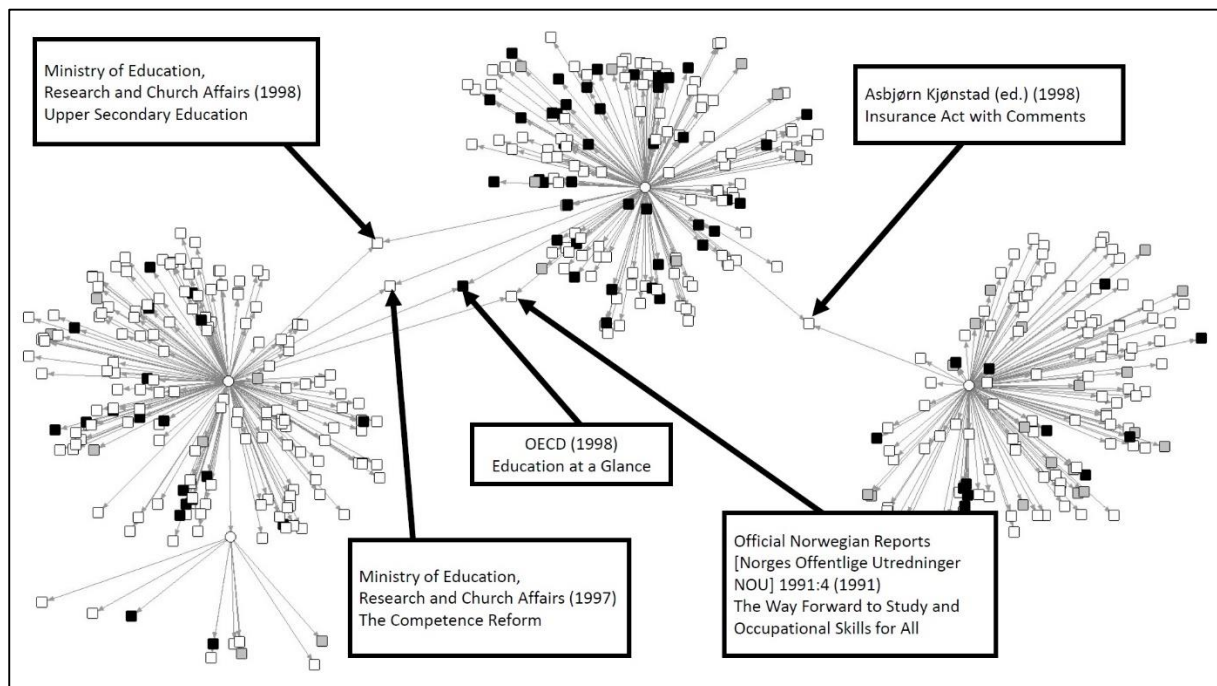 Ministry of Education,
Research and Church Affairs (1998)
Upper Secondary Education
Asbjørn Kjønstad (ed.) (1998)
Insurance Act with Comments
OECD (1998)
Education at a Glance
Ministry of Education,
Research and Church Affairs (1997)
The Competence Reform
Official Norwegian Reports
[Norges Offentlige Utredninger
NOU] 1991:4 (1991)
The Way Forward to Study and
Occupational Skills for All